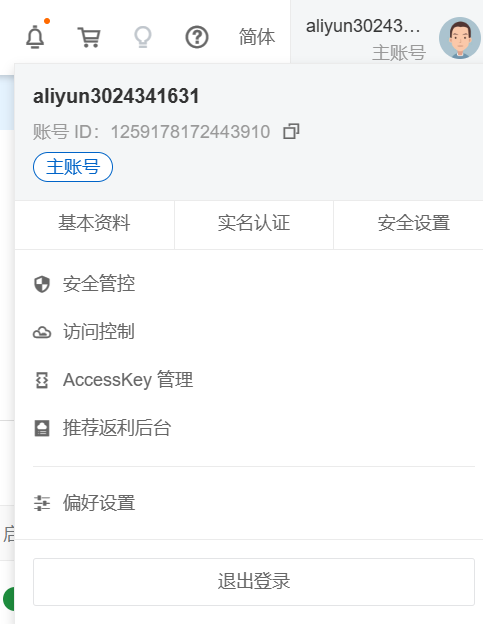 简体
aliyun30243...
主账号
aliyun3024341631
账号 ID：1259178172443910
主账号
基本资料 实名认证 安全设置
安全管控
访问控制
AccessKey 管理
推荐返利后台
偏好设置
退出登录